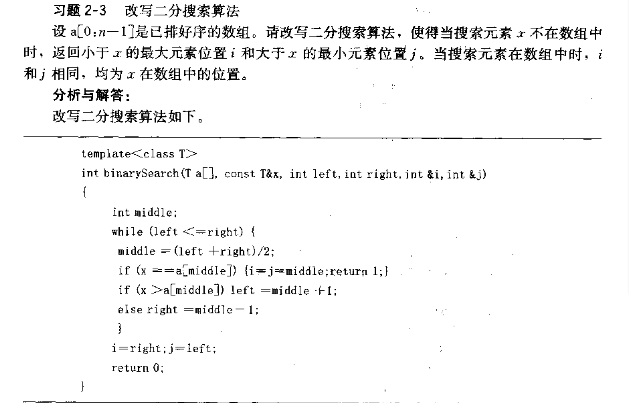 习题 2-3 改写二分搜索算法
设 a[0:n-1]是已排好序的数组。请改写二分搜索算法，使得当搜索元素 x 不在数组中
时，返回小于 x 的最大元素位置 i 和大于 x 的最小元素位置 j。当搜索元素在数组中时，i
和 j 相同，均为 x 在数组中的位置。
分析与解答：
改写二分搜索算法如下。
template<class T>
int binarySearch(T a[], const T&x, int left, int right, int &i, int &j)
{
int middle;
while (left <=right) {
middle =(left +right)/2;
if (x ==a[middle]) {i=j=middle;return 1;}
if (x >a[middle]) left =middle +1;
else right =middle-1;
}
i=right;j=left;
return 0;
}